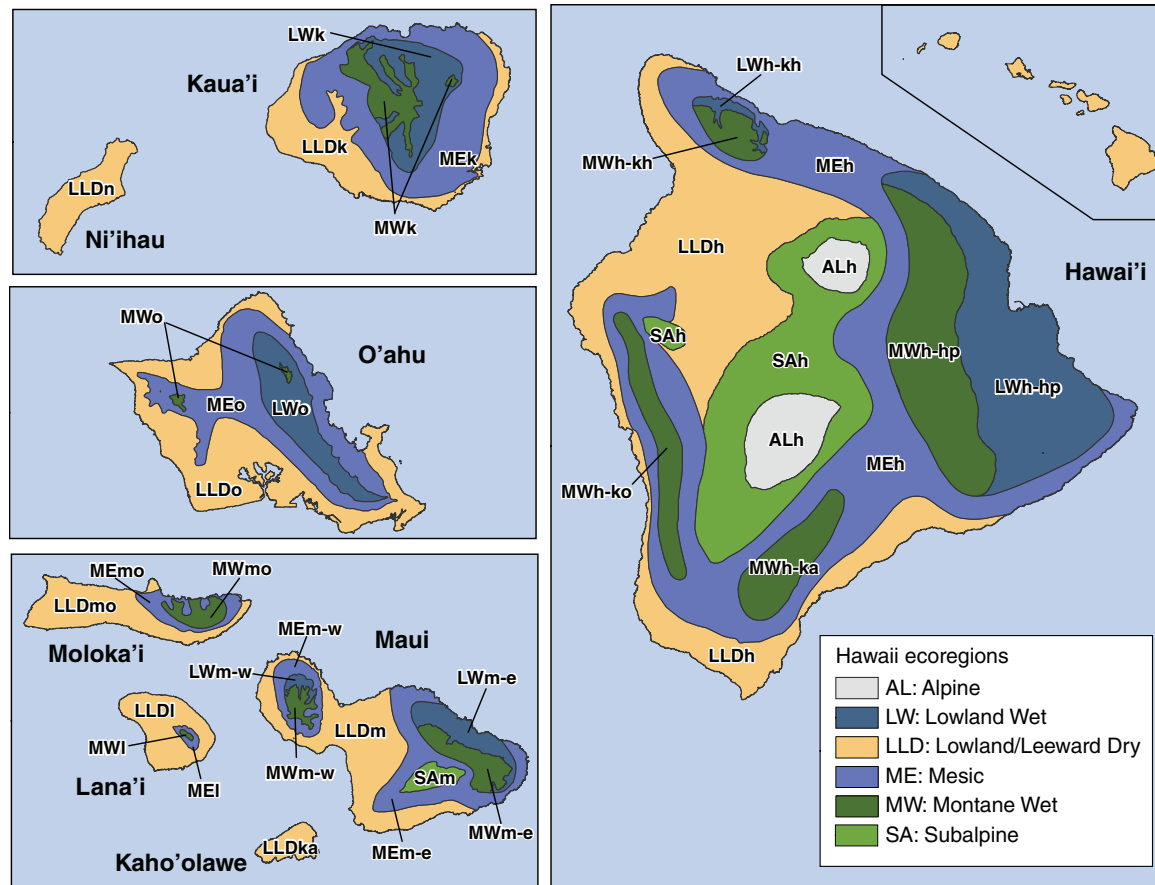 LWk
Kaua'i
LLDk
MEk
LLDn
MWk
Ni'ihau
MWo
O'ahu
MEo
LWo
LLDo
MEmo
MWmo
LLDmo
MEm-w
Maui
Moloka'i
LWm-w
LWm-e
LLDl
LLDm
MWl
MWm-w
SAm
Lana'i
MEl
MWm-e
LLDka
MEm-e
Kaho'olawe
LWh-kh
MWh-kh
MEh
LLDh
ALh
Hawai'i
SAh
SAh
MWh-hp
LWh-hp
ALh
MEh
MWh-ko
MWh-ka
LLDh
Hawaii ecoregions
AL: Alpine
LW: Lowland Wet
LLD: Lowland/Leeward Dry
ME: Mesic
MW: Montane Wet
SA: Subalpine